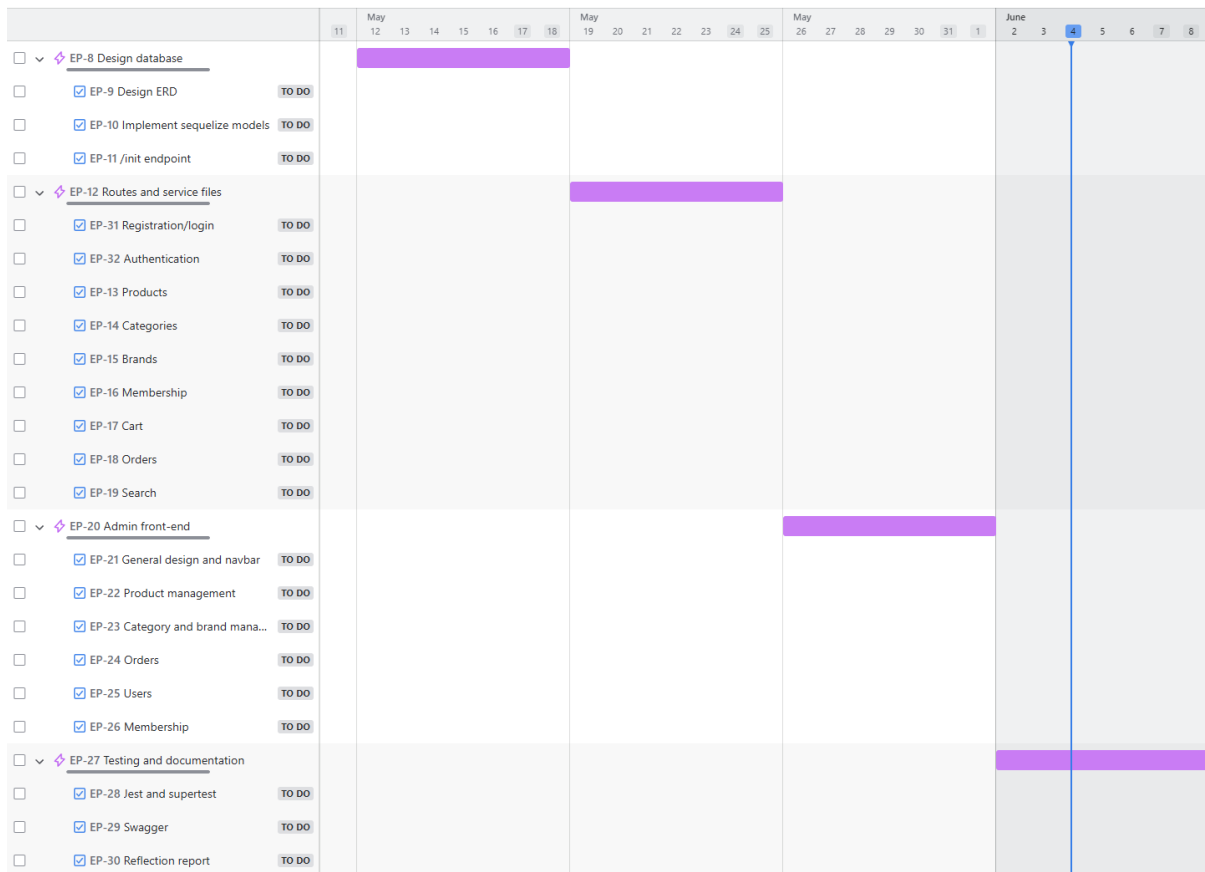 May May May June
11 12 13 14 15 16 17 18 19 20 21 22 23 24 25 26 27 28 29 30 31 1 2 3 4 5 6 7 8
EP-8 Design database
EP-9 Design ERD TO DO
EP-10 Implement sequelize models TO DO
EP-11 /init endpoint TO DO
EP-12 Routes and service files
EP-31 Registration/login TO DO
EP-32 Authentication TO DO
EP-13 Products TO DO
EP-14 Categories TO DO
EP-15 Brands TO DO
EP-16 Membership TO DO
EP-17 Cart TO DO
EP-18 Orders TO DO
EP-19 Search TO DO
EP-20 Admin front-end
EP-21 General design and navbar TO DO
EP-22 Product management TO DO
EP-23 Category and brand mana... TO DO
EP-24 Orders TO DO
EP-25 Users TO DO
EP-26 Membership TO DO
EP-27 Testing and documentation
EP-28 Jest and supertest TO DO
EP-29 Swagger TO DO
EP-30 Reflection report TO DO